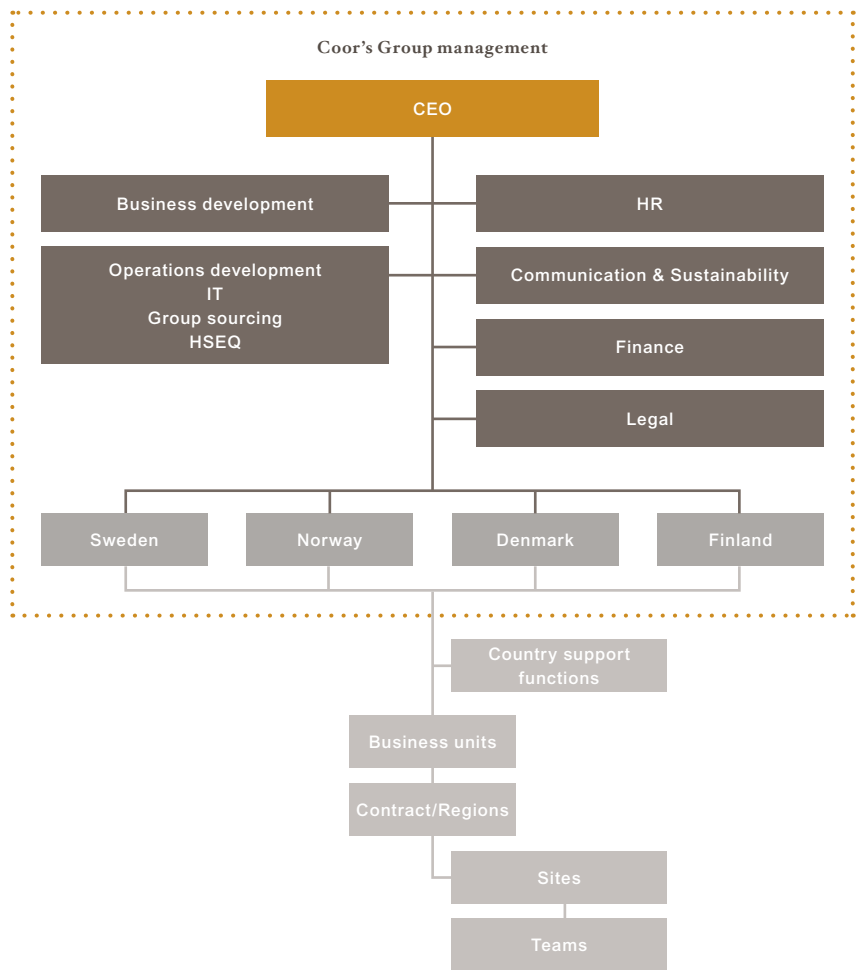 Coor's Group management
CEO
Business development
HR
Operations development
IT
Group sourcing
HSEQ
Communication & Sustainability
Finance
Legal
Sweden
Norway
Denmark
Finland
Country support
functions
Business units
Contract/Regions
Sites
Teams